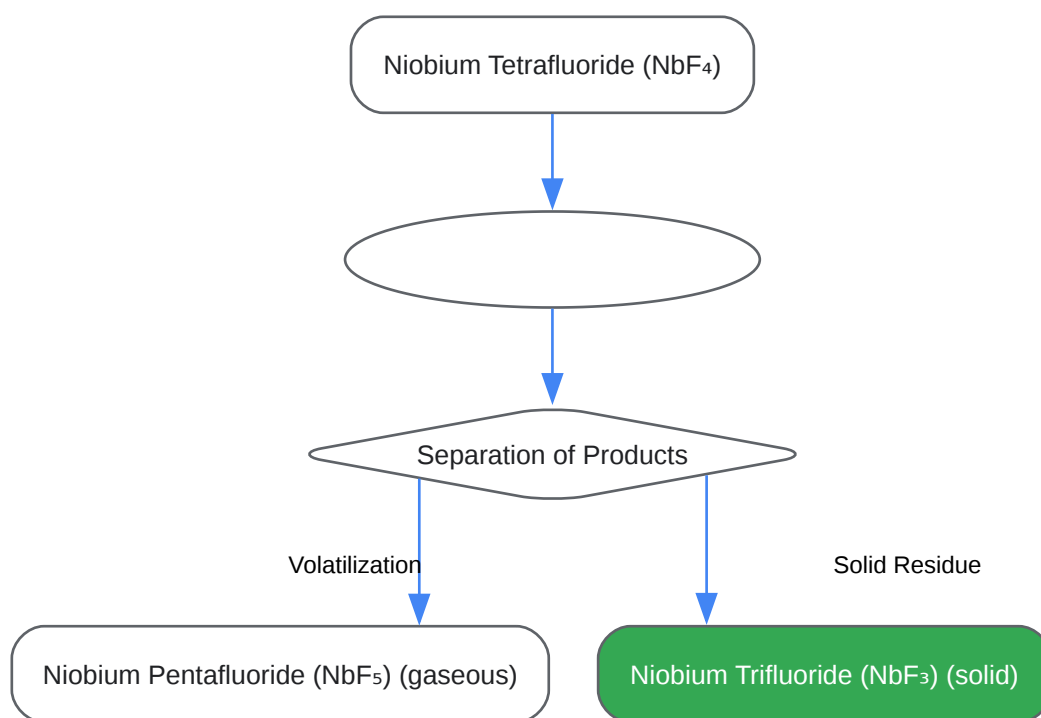 Niobium Tetrafluoride (NbF₄)
Separation of Products
Volatilization
Solid Residue
Niobium Pentafluoride (NbF₅) (gaseous)
Niobium Trifluoride (NbF₃) (solid)